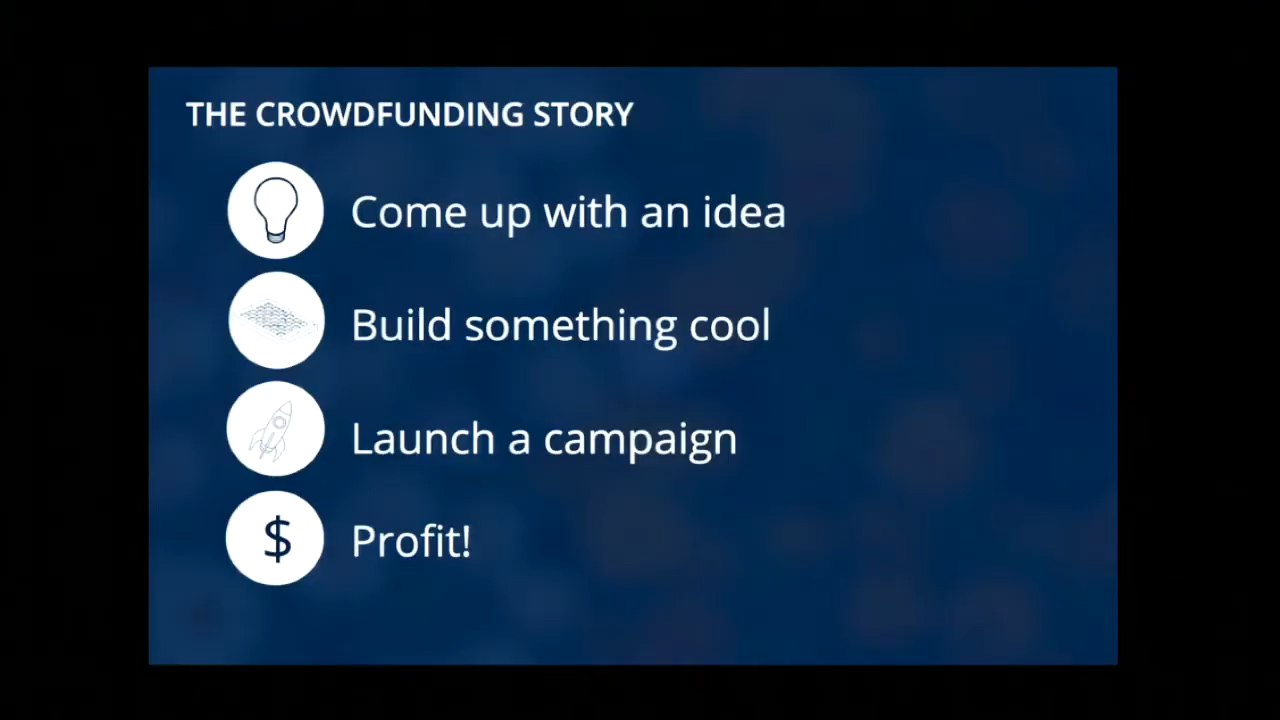 THE CROWDFUNDING STORY
Come up with an idea
Build something cool
Launch a campaign
$ Profit!